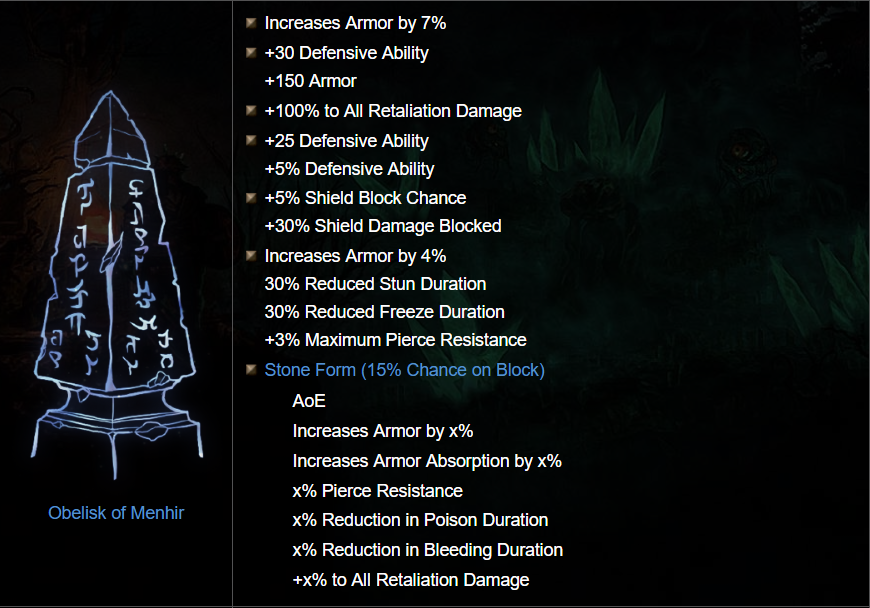 Increases Armor by 7%
+30 Defensive Ability
+150 Armor
+100% to All Retaliation Damage
+25 Defensive Ability
+5% Defensive Ability
+5% Shield Block Chance
+30% Shield Damage Blocked
Increases Armor by 4%
30% Reduced Stun Duration
30% Reduced Freeze Duration
+3% Maximum Pierce Resistance
Stone Form (15% Chance on Block)
AoE
Increases Armor by x%
Increases Armor Absorption by x%
x% Pierce Resistance
x% Reduction in Poison Duration
x% Reduction in Bleeding Duration
+x% to All Retaliation Damage
Obelisk of Menhir